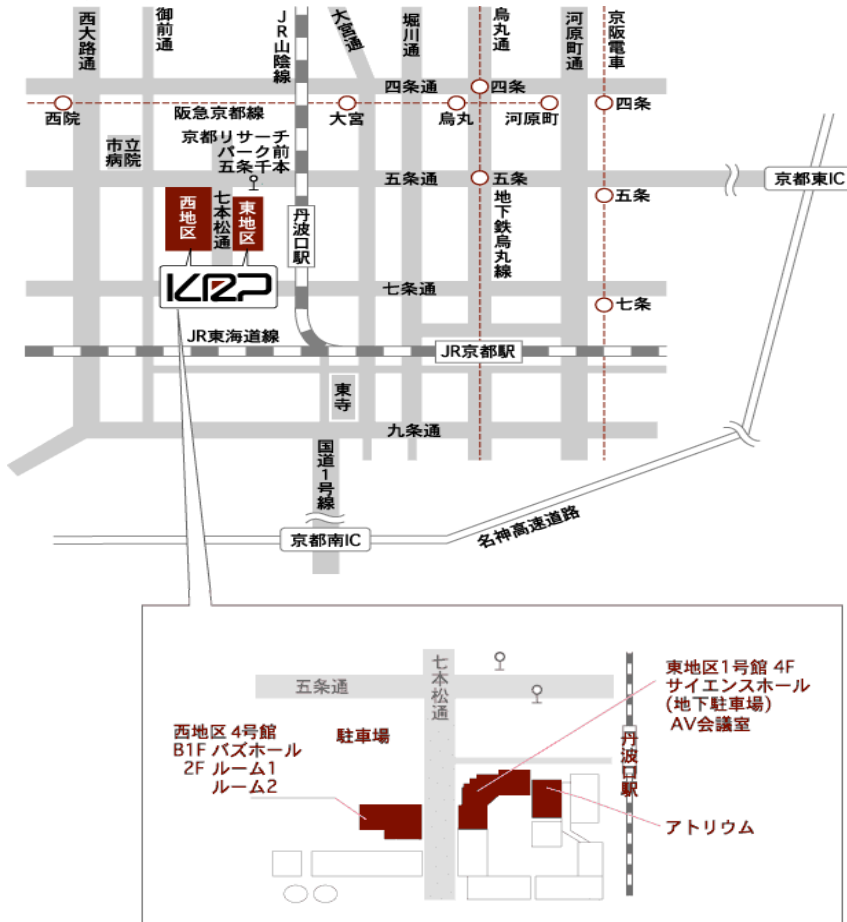 西大路通
御前通
JR山陰線
大宮通
堀川通
烏丸通
河原町通
京阪電車
四条通
四条
阪急京都線
西院
大宮
烏丸
河原町
四条
市立
病院
京都リサーチ
パーク前
五条千本
五条通
五条
京都東IC
西地区
七本松通
東地区
丹波口駅
地下鉄烏丸線
五条
KRP
七条通
七条
JR東海道線
JR京都駅
東寺
九条通
国道1号線
京都南IC
名神高速道路
七本松通
五条通
東地区1号館 4F
サイエンスホール
(地下駐車場)
AV会議室
西地区 4号館
B1F バズホール
2F ルーム1
ルーム2
駐車場
丹波口駅
アトリウム